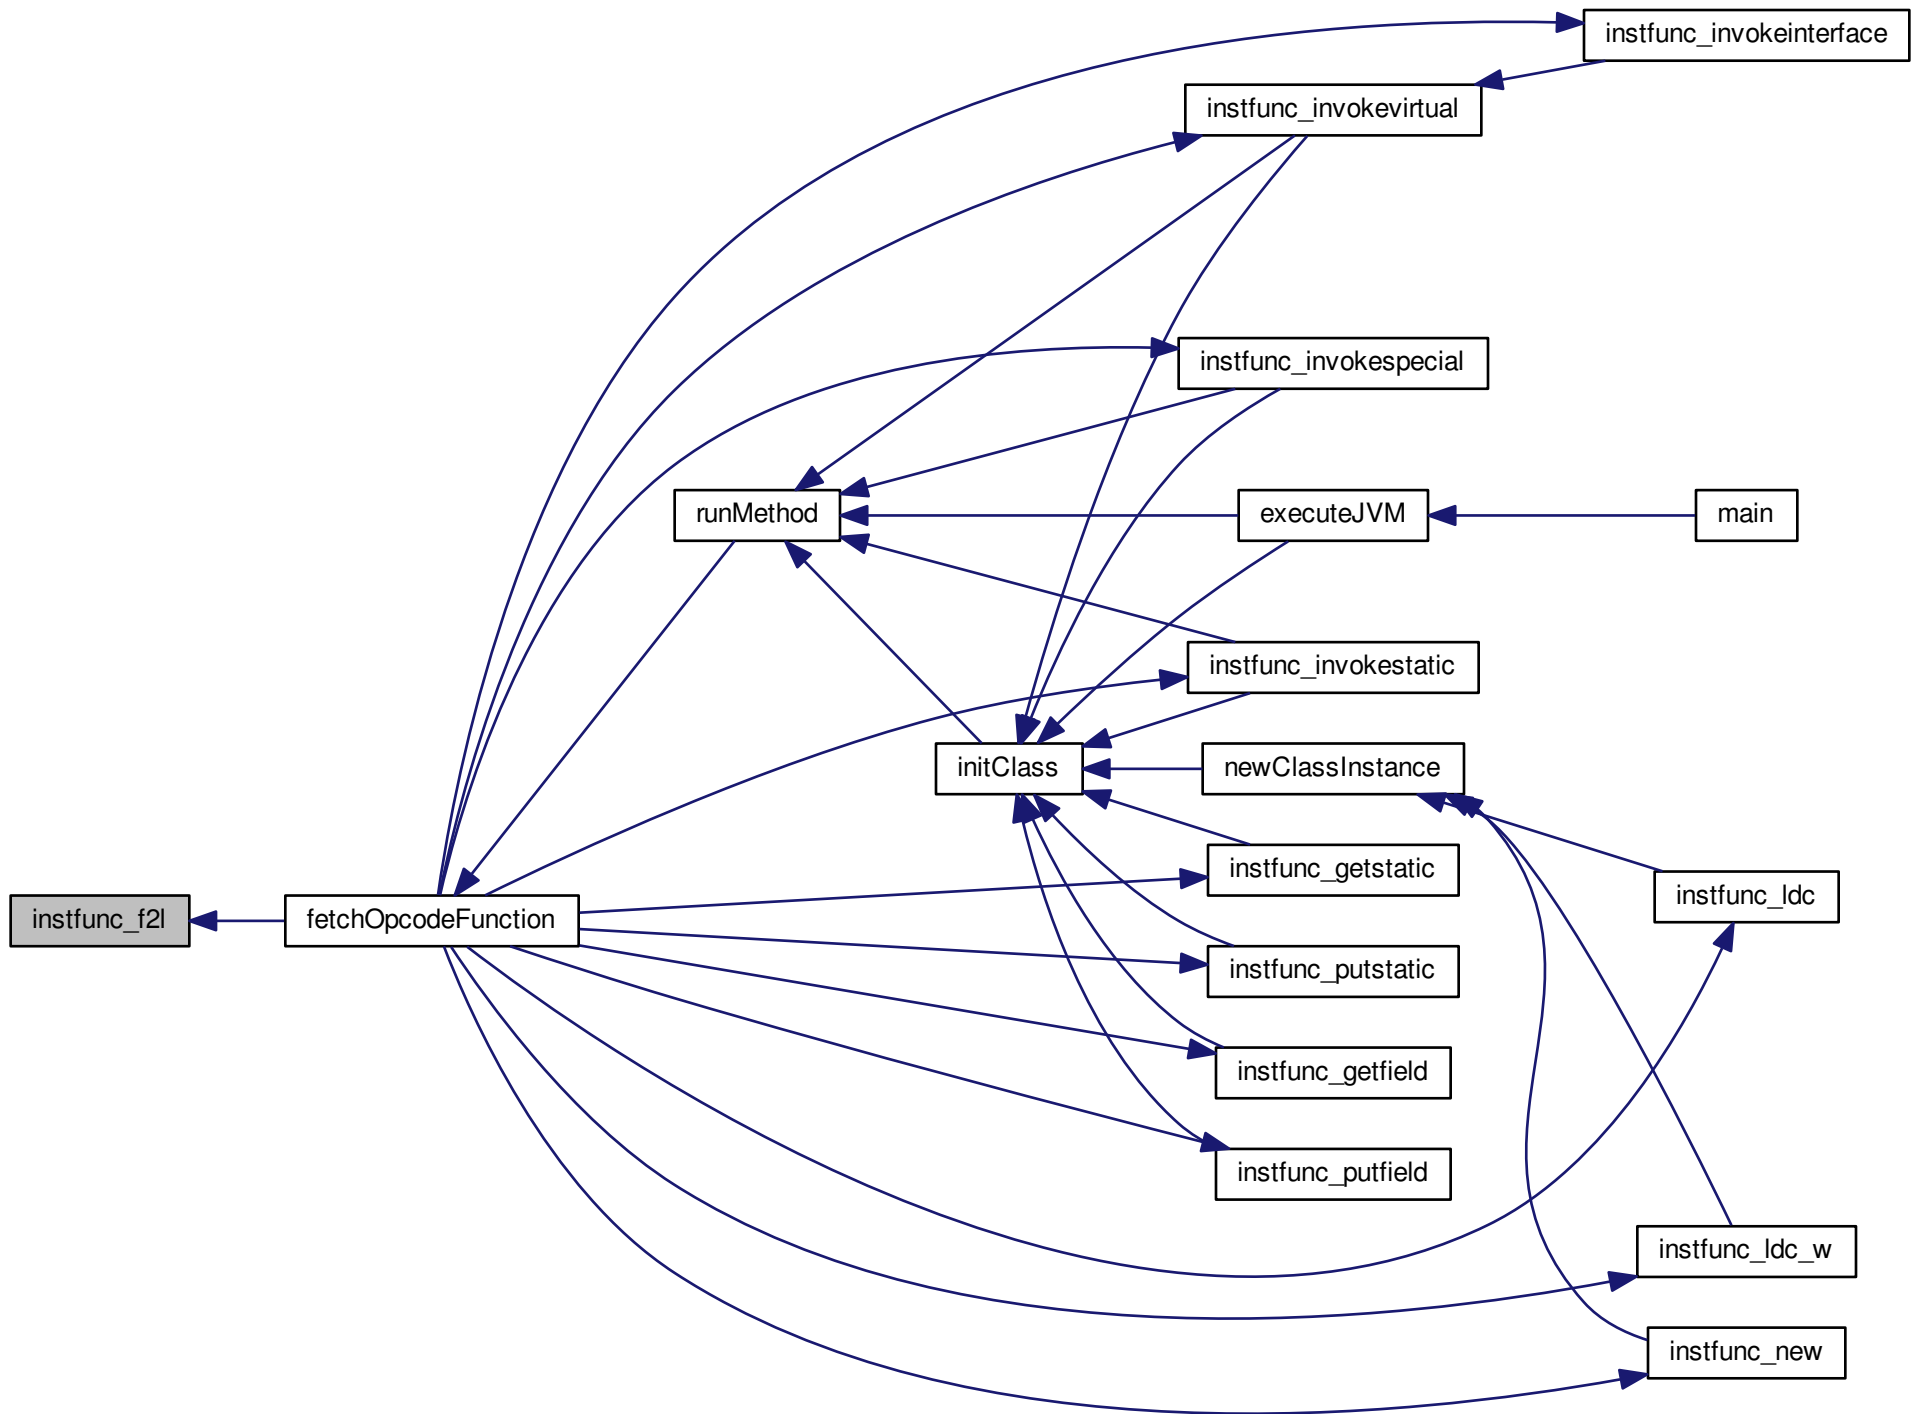 instfunc_invokeinterface
instfunc_invokevirtual
instfunc_invokespecial
runMethod
executeJVM
main
instfunc_invokestatic
initClass
newClassInstance
instfunc_getstatic
instfunc_ldc
instfunc_f2l
fetchOpcodeFunction
instfunc_putstatic
instfunc_getfield
instfunc_putfield
instfunc_ldc_w
instfunc_new